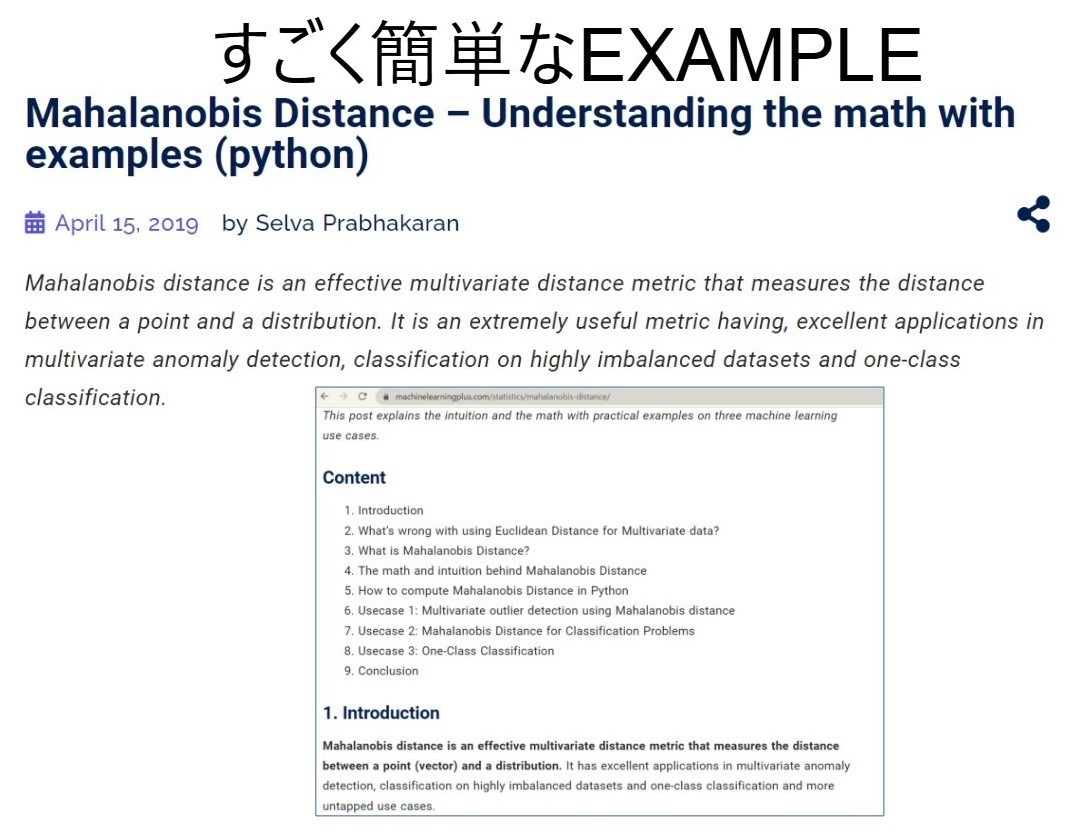 すごく簡単なEXAMPLE
Mahalanobis Distance – Understanding the math with
examples (python)
April 15, 2019 by Selva Prabhakaran
Mahalanobis distance is an effective multivariate distance metric that measures the distance
between a point and a distribution. It is an extremely useful metric having, excellent applications in
multivariate anomaly detection, classification on highly imbalanced datasets and one-class
classification.
machinelearningplus.com/statistics/mahalanobis-distance/
This post explains the intuition and the math with practical examples on three machine learning
use cases.
Content
1. Introduction
2. What's wrong with using Euclidean Distance for Multivariate data?
3. What is Mahalanobis Distance?
4. The math and intuition behind Mahalanobis Distance
5. How to compute Mahalanobis Distance in Python
6. Usecase 1: Multivariate outlier detection using Mahalanobis distance
7. Usecase 2: Mahalanobis Distance for Classification Problems
8. Usecase 3: One-Class Classification
9. Conclusion
1. Introduction
Mahalanobis distance is an effective multivariate distance metric that measures the distance
between a point (vector) and a distribution. It has excellent applications in multivariate anomaly
detection, classification on highly imbalanced datasets and one-class classification and more
untapped use cases.